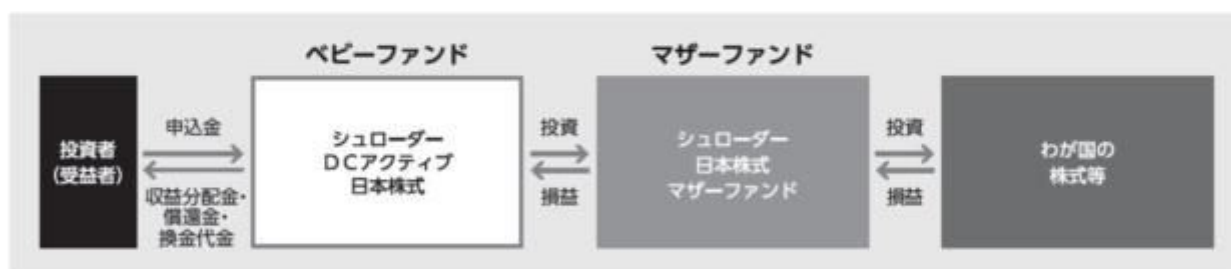 ベビーファンド
マザーファンド
投資者
(受益者)
申込金
収益分配金・
償還金・
換金代金
シュローダー
DCアクティブ
日本株式
投資
損益
シュローダー
日本株式
マザーファンド
投資
損益
わが国の
株式等